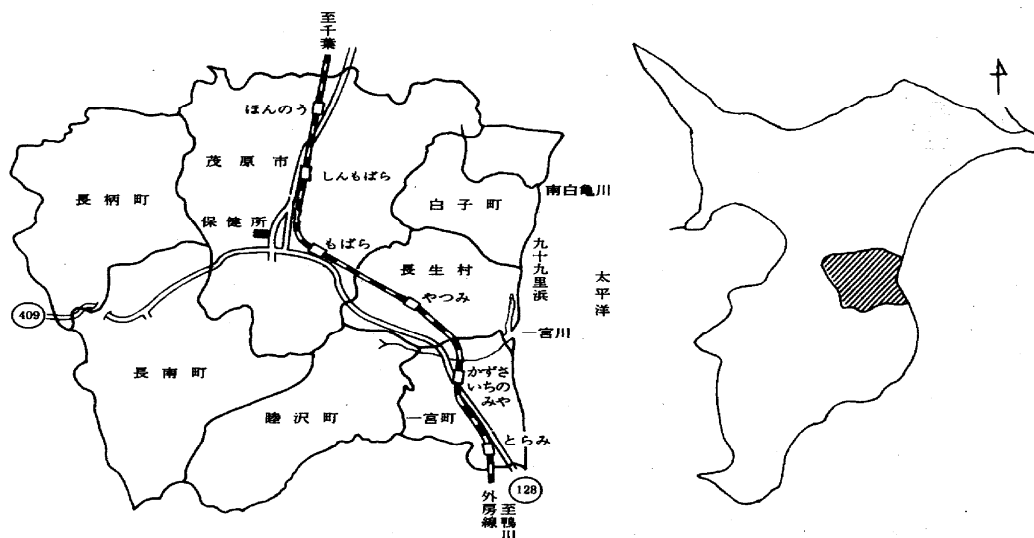 至千葉
ほんのう
茂原市
しんもばら
長柄町
白子町
南白亀川
保健所
もばら
長生村
九十九里浜
太平洋
やつみ
409
一宮川
長南町
かずさ
いちの
みや
睦沢町
一宮町
とらみ
128
外房線
至鴨川